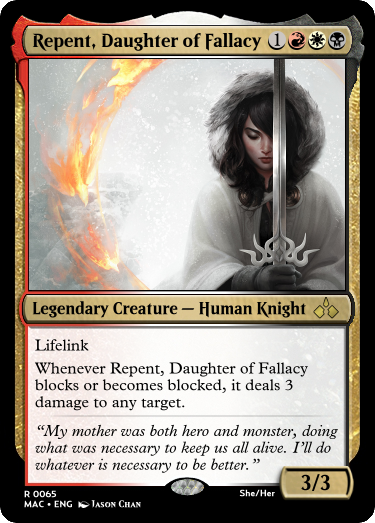 Repent, Daughter of Fallacy 1
Legendary Creature — Human Knight
Lifelink
Whenever Repent, Daughter of Fallacy
blocks or becomes blocked, it deals 3
damage to any target.
“My mother was both hero and monster, doing
what was necessary to keep us all alive. I’ll do
whatever is necessary to be better.”
3/3
R 0065
She/Her
MAC • ENG Jason Chan